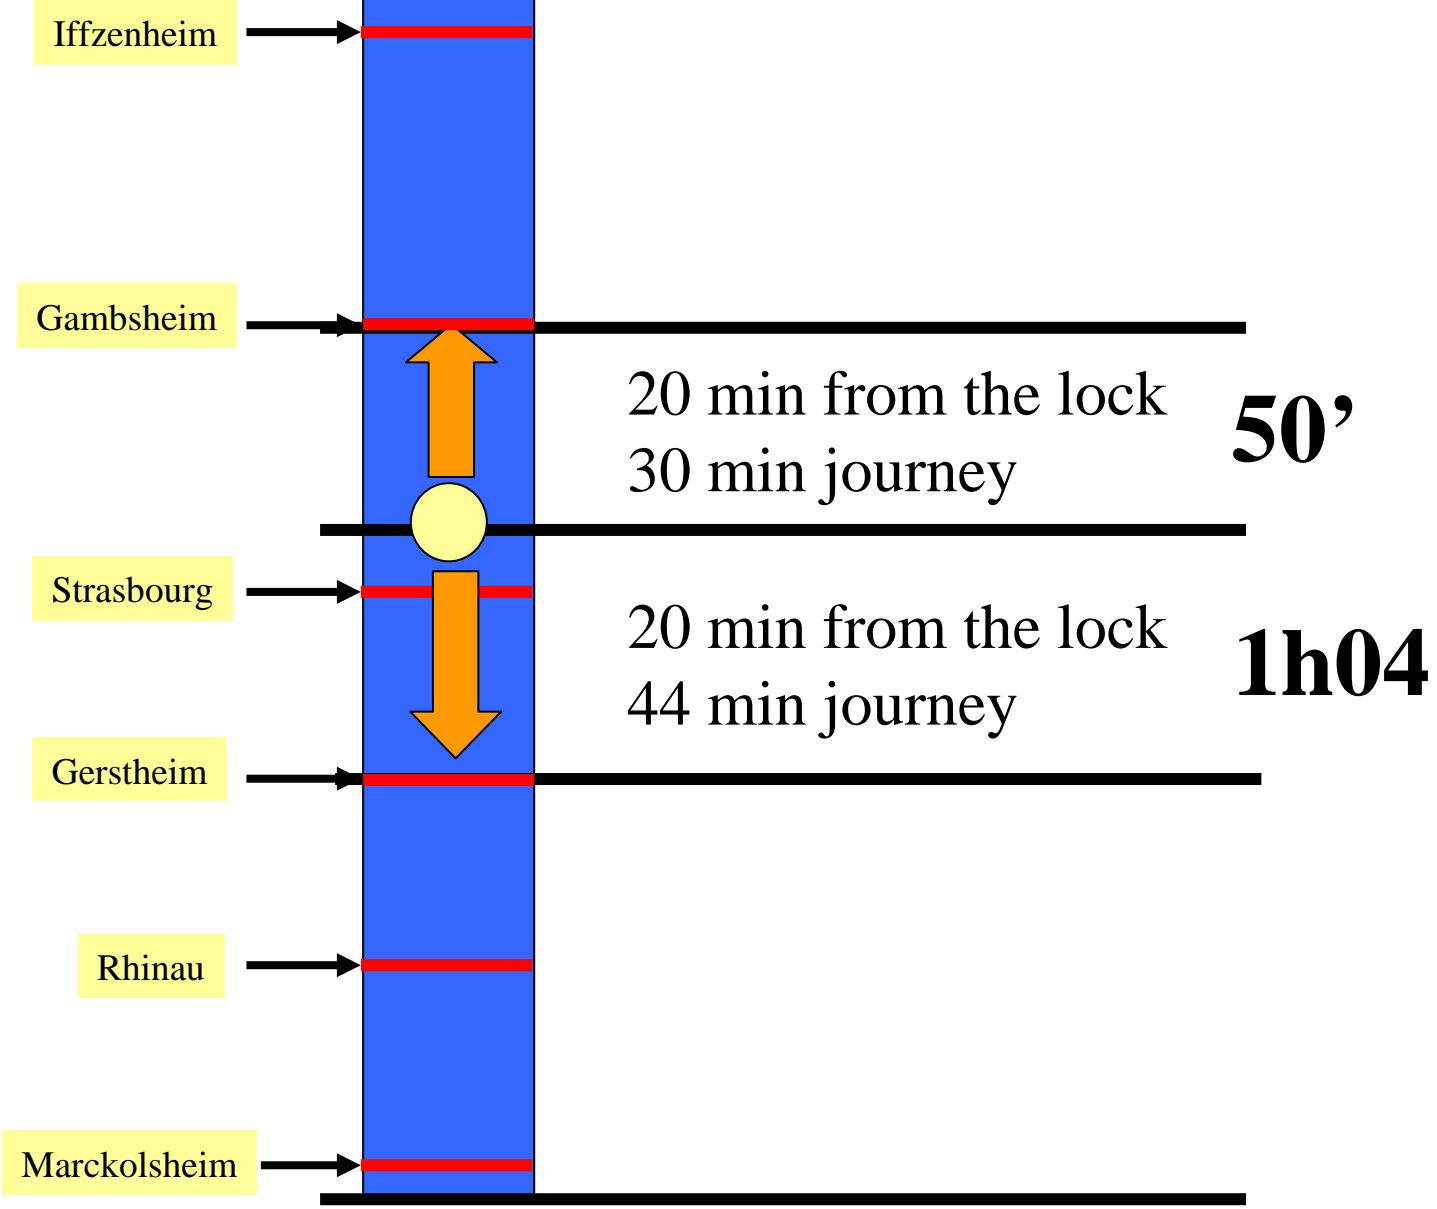 Iffzenheim
Gambsheim
20 min from the lock
30 min journey
50’
Strasbourg
20 min from the lock
44 min journey
1h04
Gerstheim
Rhinau
Marckolsheim